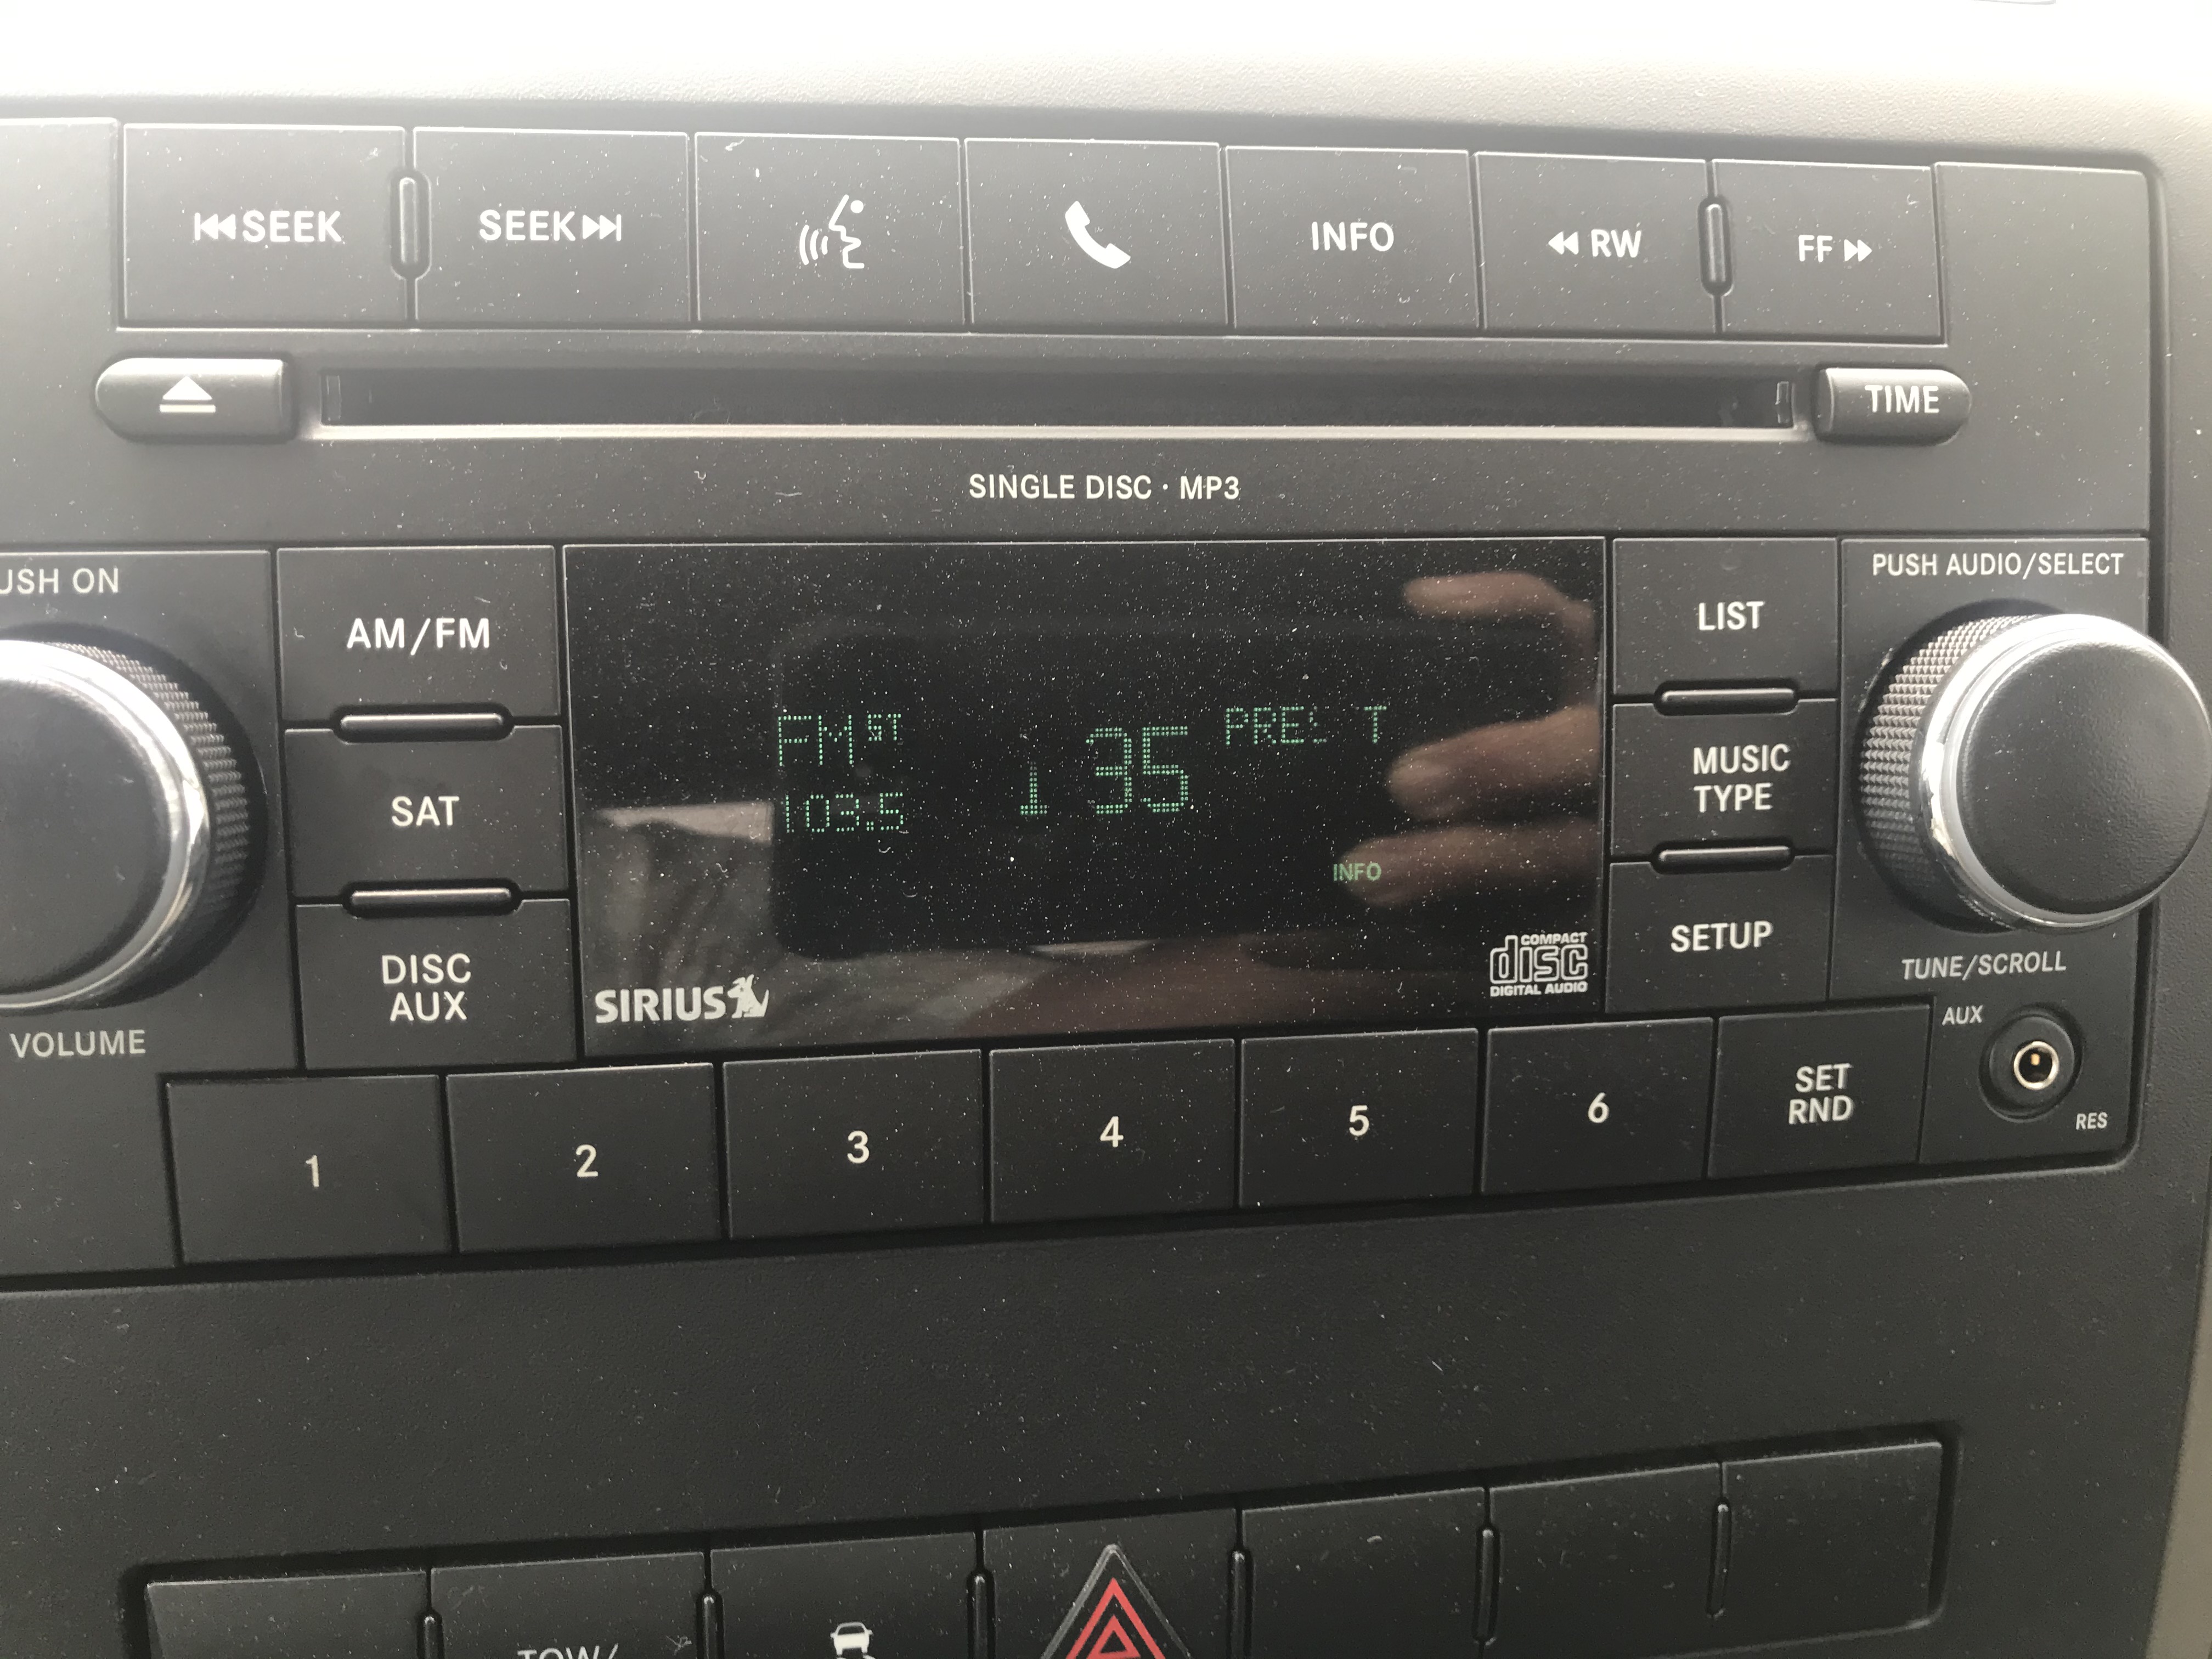 SEEK
SEEK
INFO
RW
FF
TIME
SINGLE DISC · MP3
USH ON
AM/FM
SAT
DISC
AUX
VOLUME
FM ST
103.5
1 35
INFO
SIRIUS
COMPACT
disc
DIGITAL AUDIO
LIST
MUSIC
TYPE
SETUP
PUSH AUDIO/SELECT
TUNE/SCROLL
AUX
RES
1
2
3
4
5
6
SET
RND
TOW/